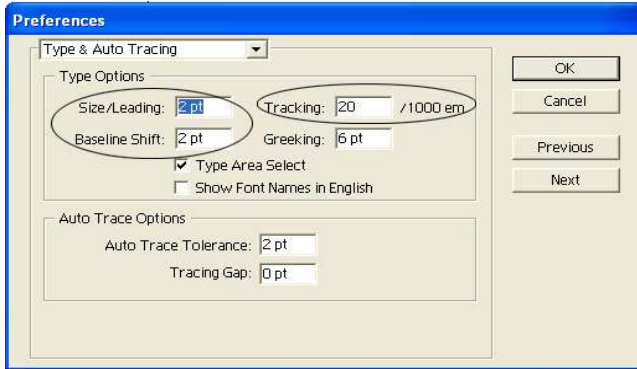 Preferences
Type & Auto Tracing
Type Options
Size/Leading: 2 pt Tracking: 20 /1000 em
Baseline Shift: 2 pt Greeking: 6 pt
Type Area Select
Show Font Names in English
Auto Trace Options
Auto Trace Tolerance: 2 pt
Tracing Gap: 0 pt
OK
Cancel
Previous
Next